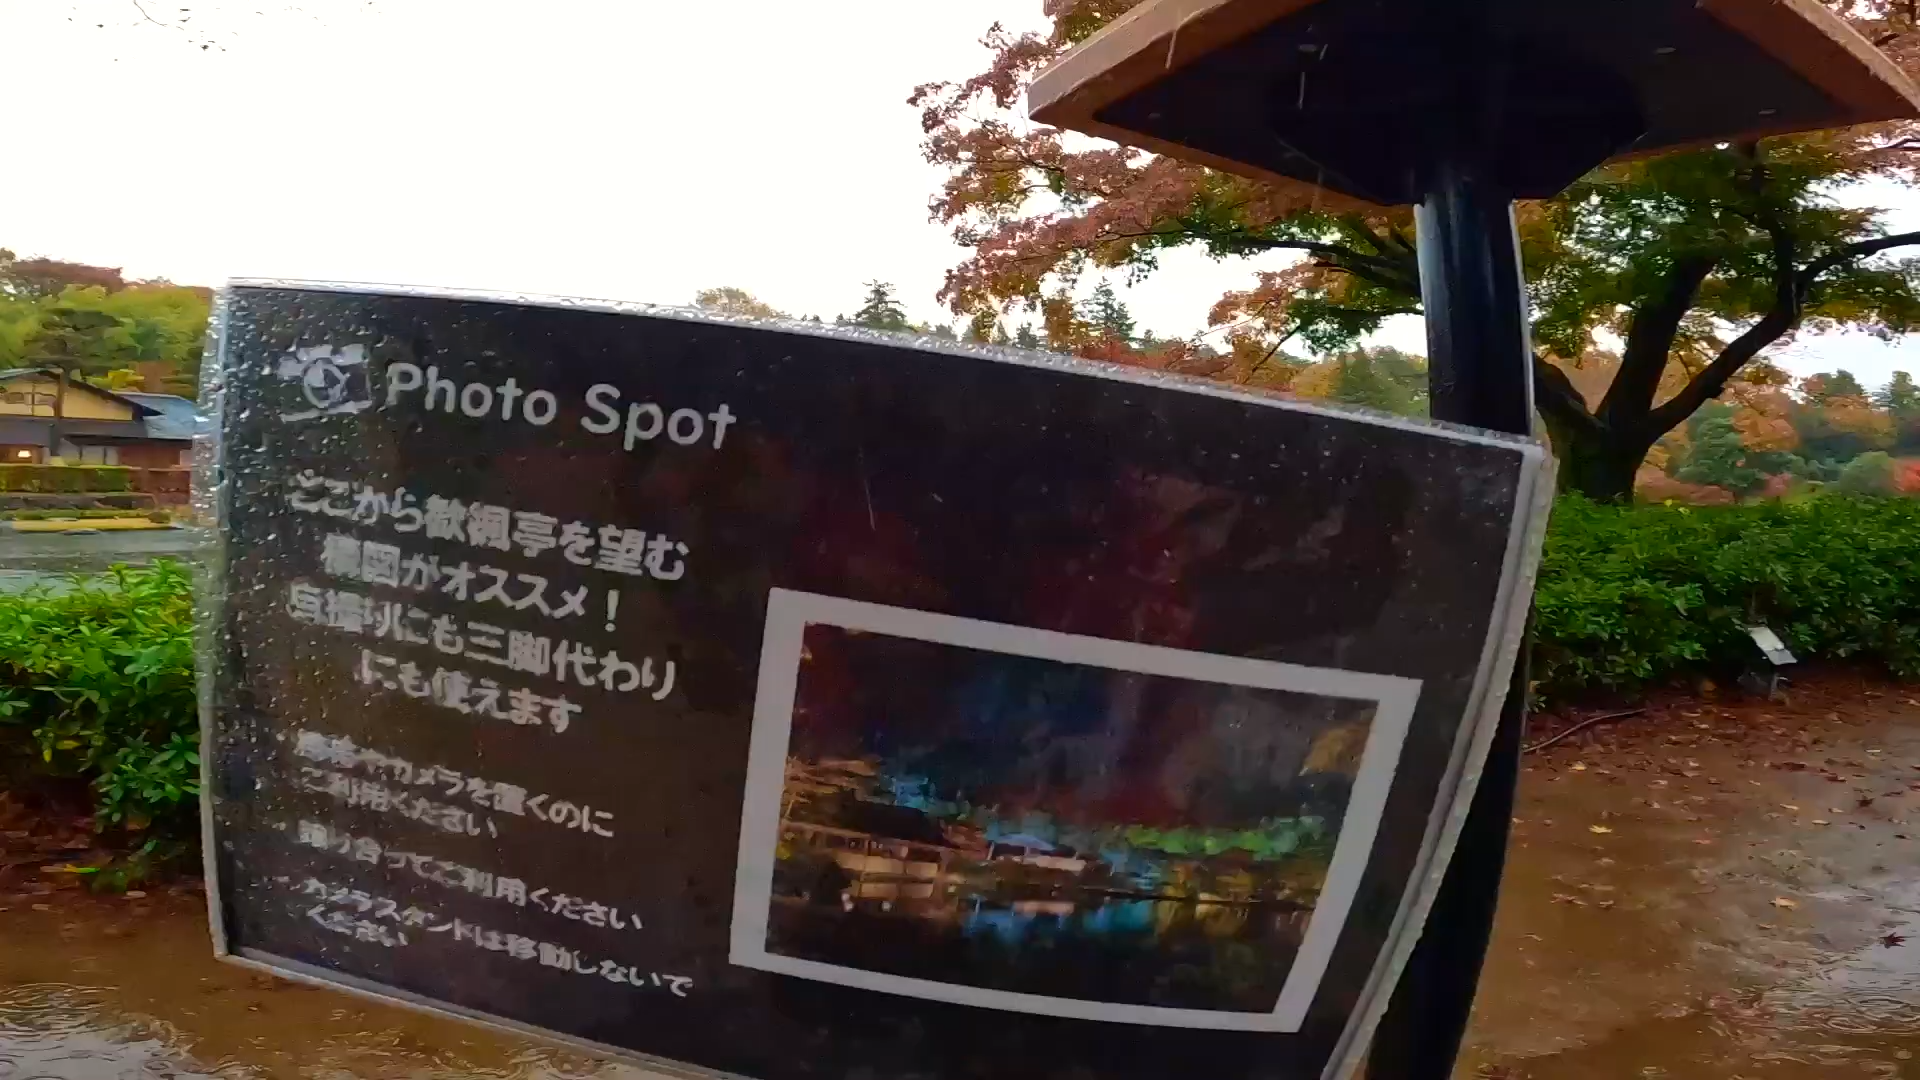 Photo Spot
ここから歓楓亭を望む
構図がオススメ!
自撮りにも三脚代わり
にも使えます
カメラを置くのに
ご利用ください
譲り合ってご利用ください
カメラスタンドは移動しないで
ください